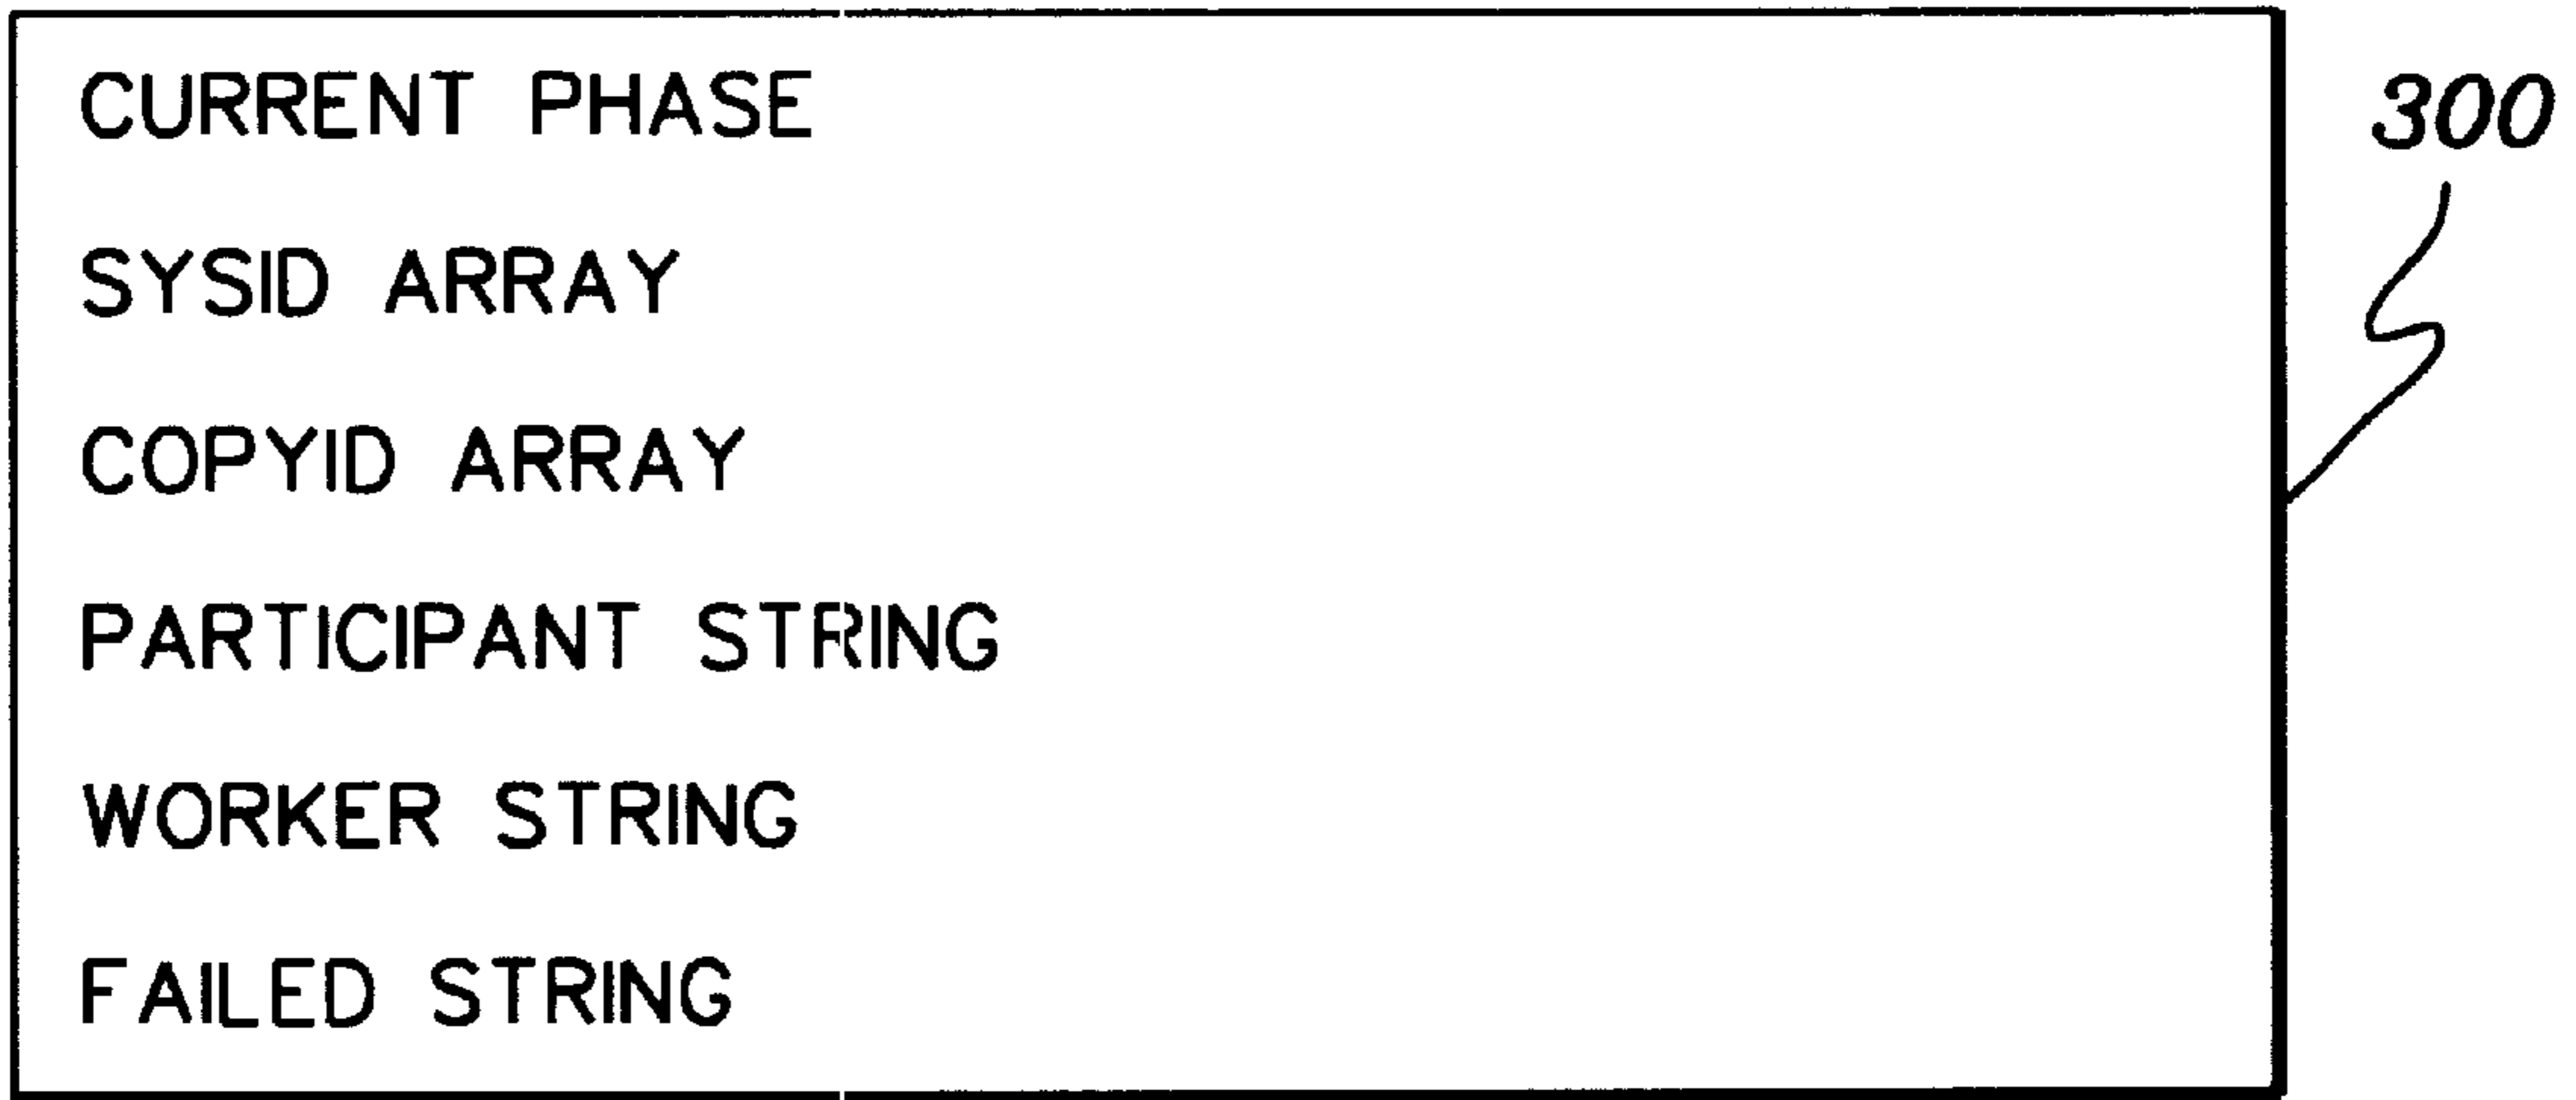 CURRENT PHASE
300
SYSID ARRAY
COPYID ARRAY
PARTICIPANT STRING
WORKER STRING
FAILED STRING